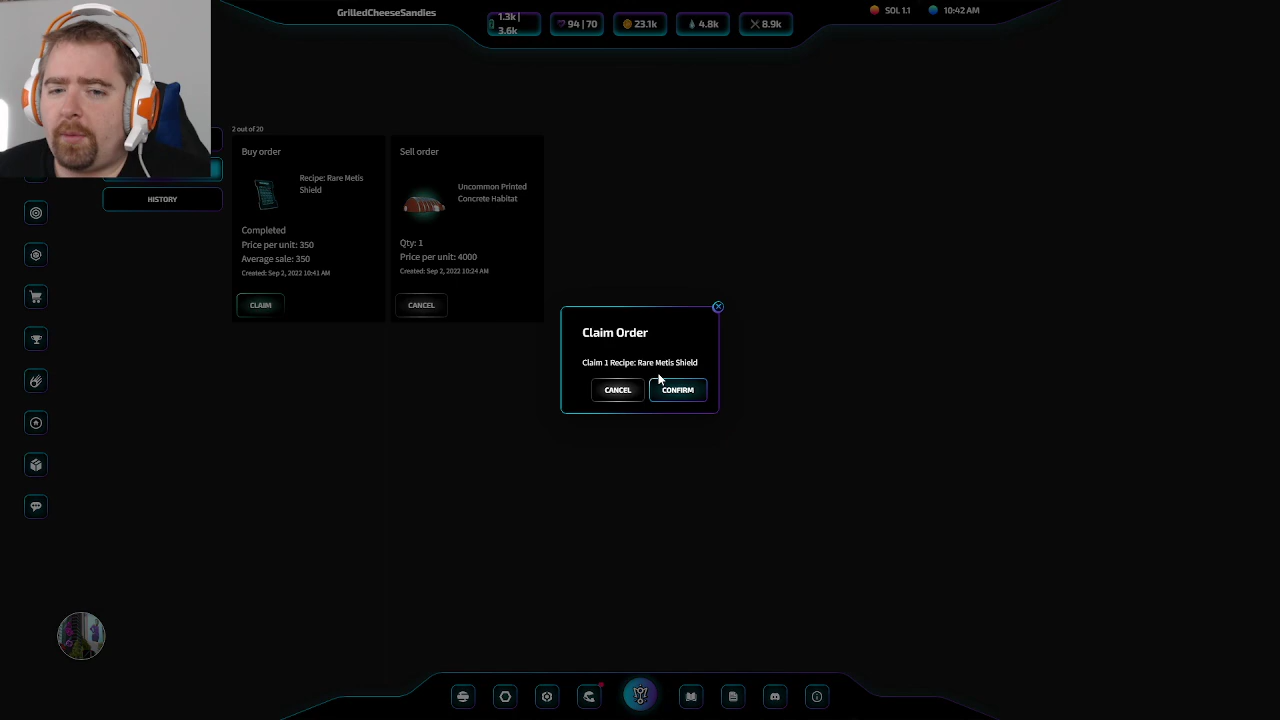 GrilledCheeseSandies
1.3k |
3.6k
94 | 70
23.1k
4.8k
8.9k
SOL 1.1
10:42 AM
2 out of 20
HISTORY
Buy order
Recipe: Rare Metis
Shield
Completed
Price per unit: 350
Average sale: 350
Created: Sep 2, 2022 10:41 AM
CLAIM
Sell order
Uncommon Printed
Concrete Habitat
Qty: 1
Price per unit: 4000
Created: Sep 2, 2022 10:24 AM
CANCEL
Claim Order
Claim 1 Recipe: Rare Metis Shield
CANCEL
CONFIRM